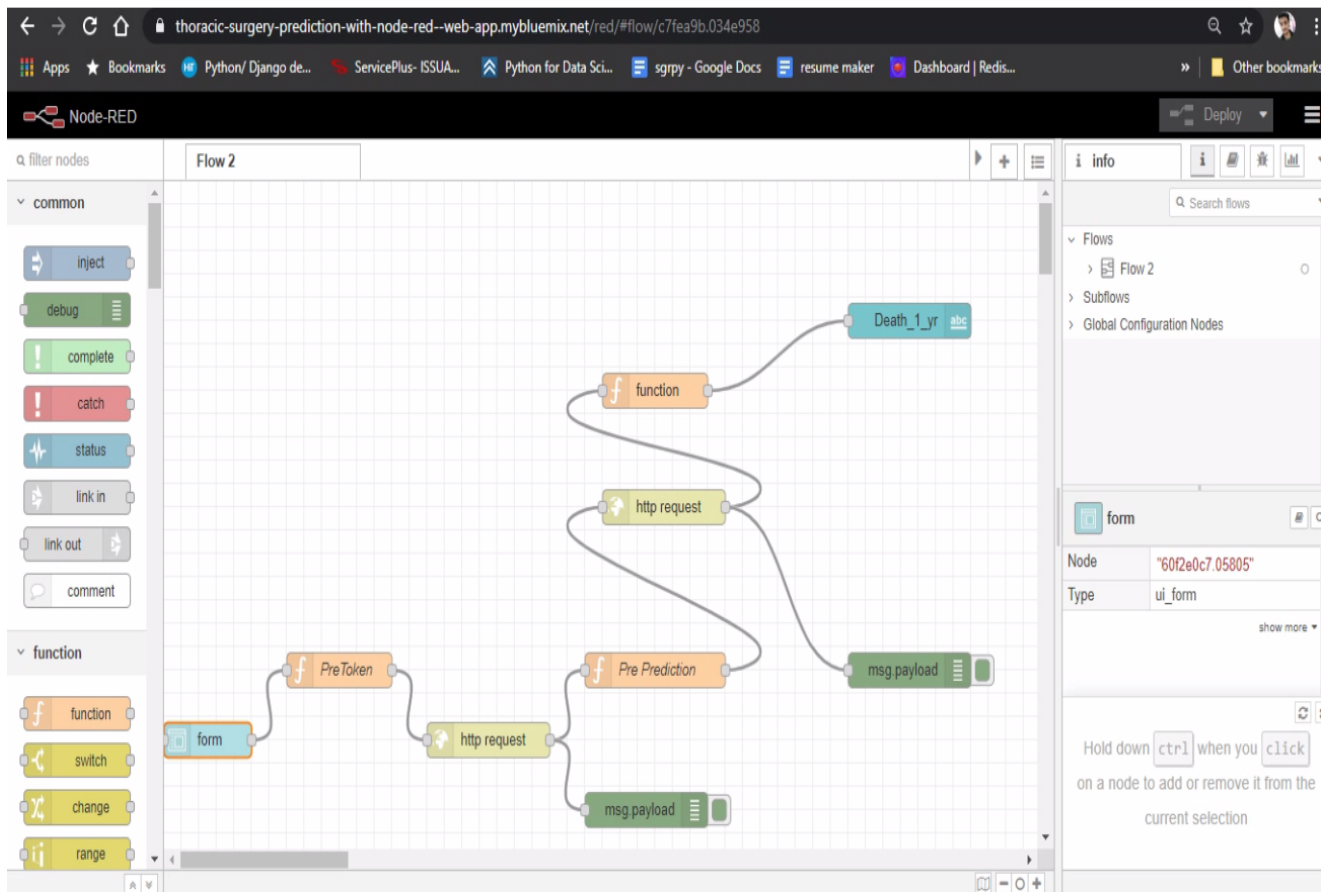 thoracic-surgery-prediction-with-node-red--web-app.mybluemix.net/red/#flow/c7fea9b.034e958
Apps Bookmarks Python/ Django de... ServicePlus- ISSUA... Python for Data Sci... sgrpy - Google Docs resume maker Dashboard | Redis... » Other bookmarks
Node-RED Deploy
filter nodes Flow 2 + i info i
common Search flows
inject
debug
complete
catch
status
link in
link out
comment
function
function
switch
change
range
Death_1_yr abc
function
http request
PreToken
Pre Prediction
msg.payload
form
http request
msg.payload
Flows
Flow 2
Subflows
Global Configuration Nodes
form
Node "60f2e0c7.05805"
Type ui_form
show more
Hold down ctrl when you click
on a node to add or remove it from the
current selection